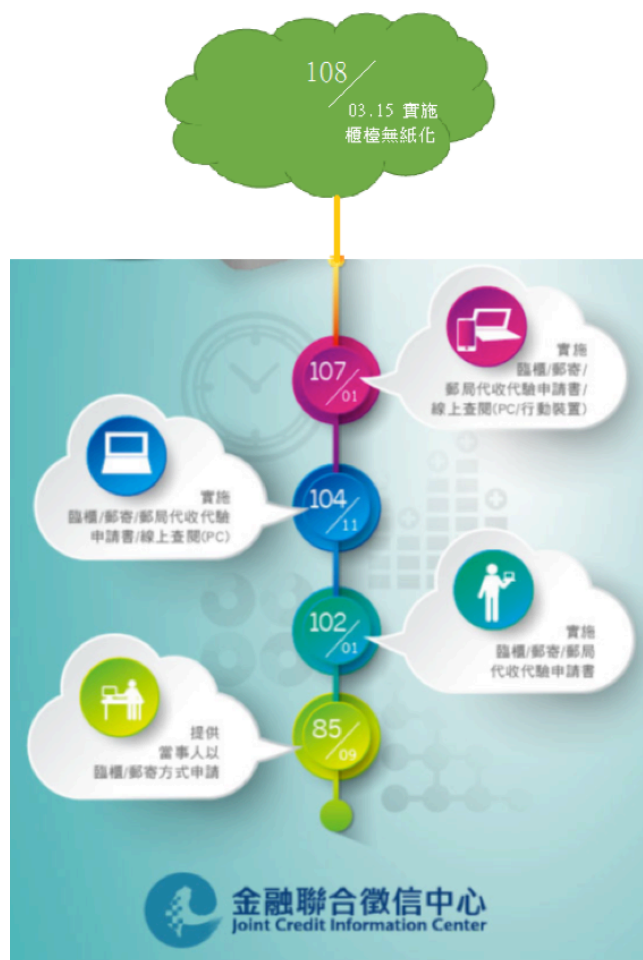 108
03.15 實施
櫃檯無紙化
107
01
實施
臨櫃/郵寄/
郵局代收代驗申請書/
線上查閱(PC/行動裝置)
104
11
實施
臨櫃/郵寄/郵局代收代驗
申請書/線上查閱(PC)
102
01
實施
臨櫃/郵寄/郵局
代收代驗申請書
85
09
提供
當事人以
臨櫃/郵寄方式申請
金融聯合徵信中心
Joint Credit Information Center